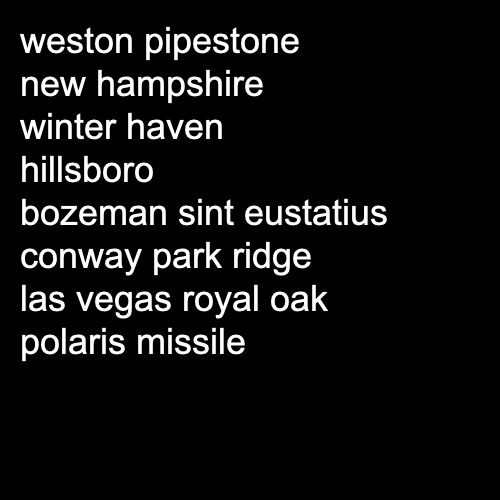 weston pipestone
new hampshire
winter haven
hillsboro
bozeman sint eustatius
conway park ridge
las vegas royal oak
polaris missile